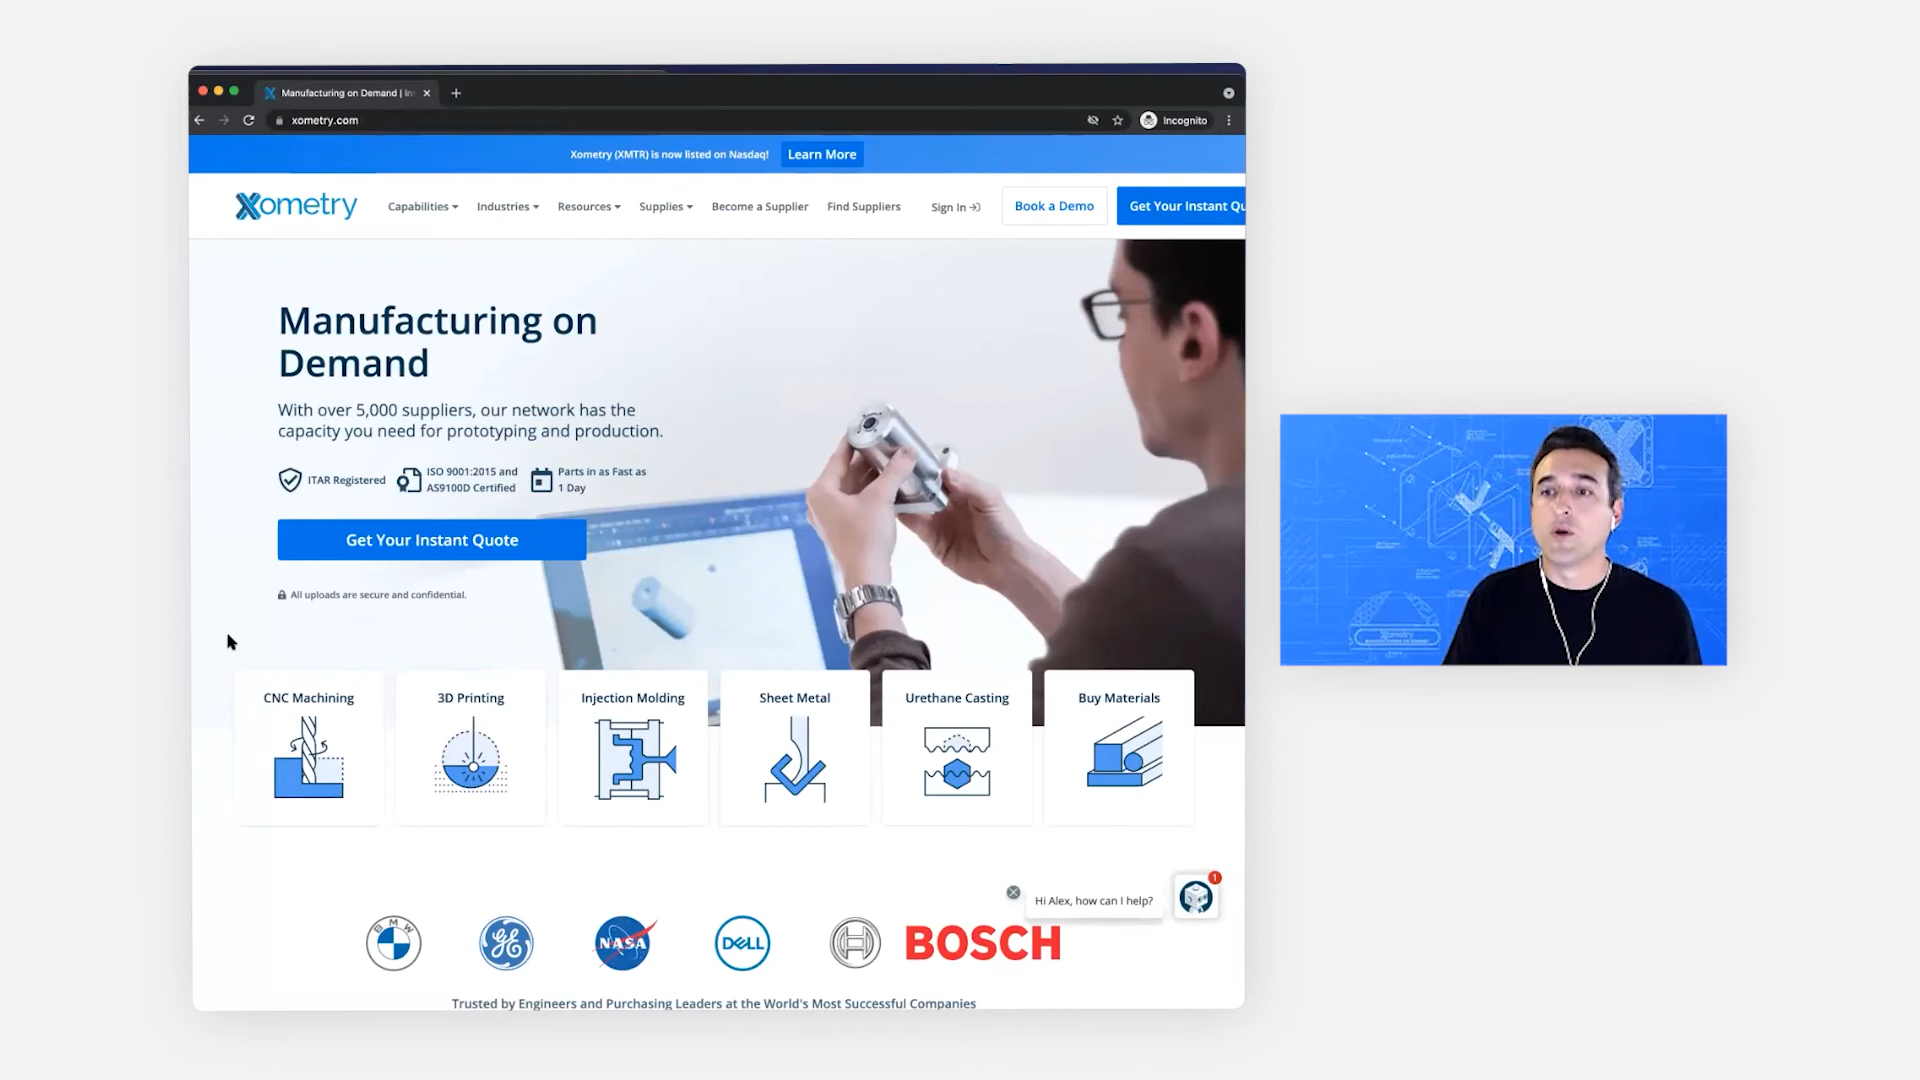 Manufacturing on Demand | In
xometry.com
Incognito
Xometry (XMTR) is now listed on Nasdaq!
Learn More
Xometry
Capabilities
Industries
Resources
Supplies
Become a Supplier
Find Suppliers
Sign In
Book a Demo
Get Your Instant Qu
Manufacturing on
Demand
With over 5,000 suppliers, our network has the
capacity you need for prototyping and production.
ITAR Registered
ISO 9001:2015 and
AS9100D Certified
Parts in as Fast as
1 Day
Get Your Instant Quote
All uploads are secure and confidential.
CNC Machining
3D Printing
Injection Molding
Sheet Metal
Urethane Casting
Buy Materials
Hi Alex, how can I help?
1
BMW
GE
NASA
DELL
BOSCH
Trusted by Engineers and Purchasing Leaders at the World's Most Successful Companies
Xometry